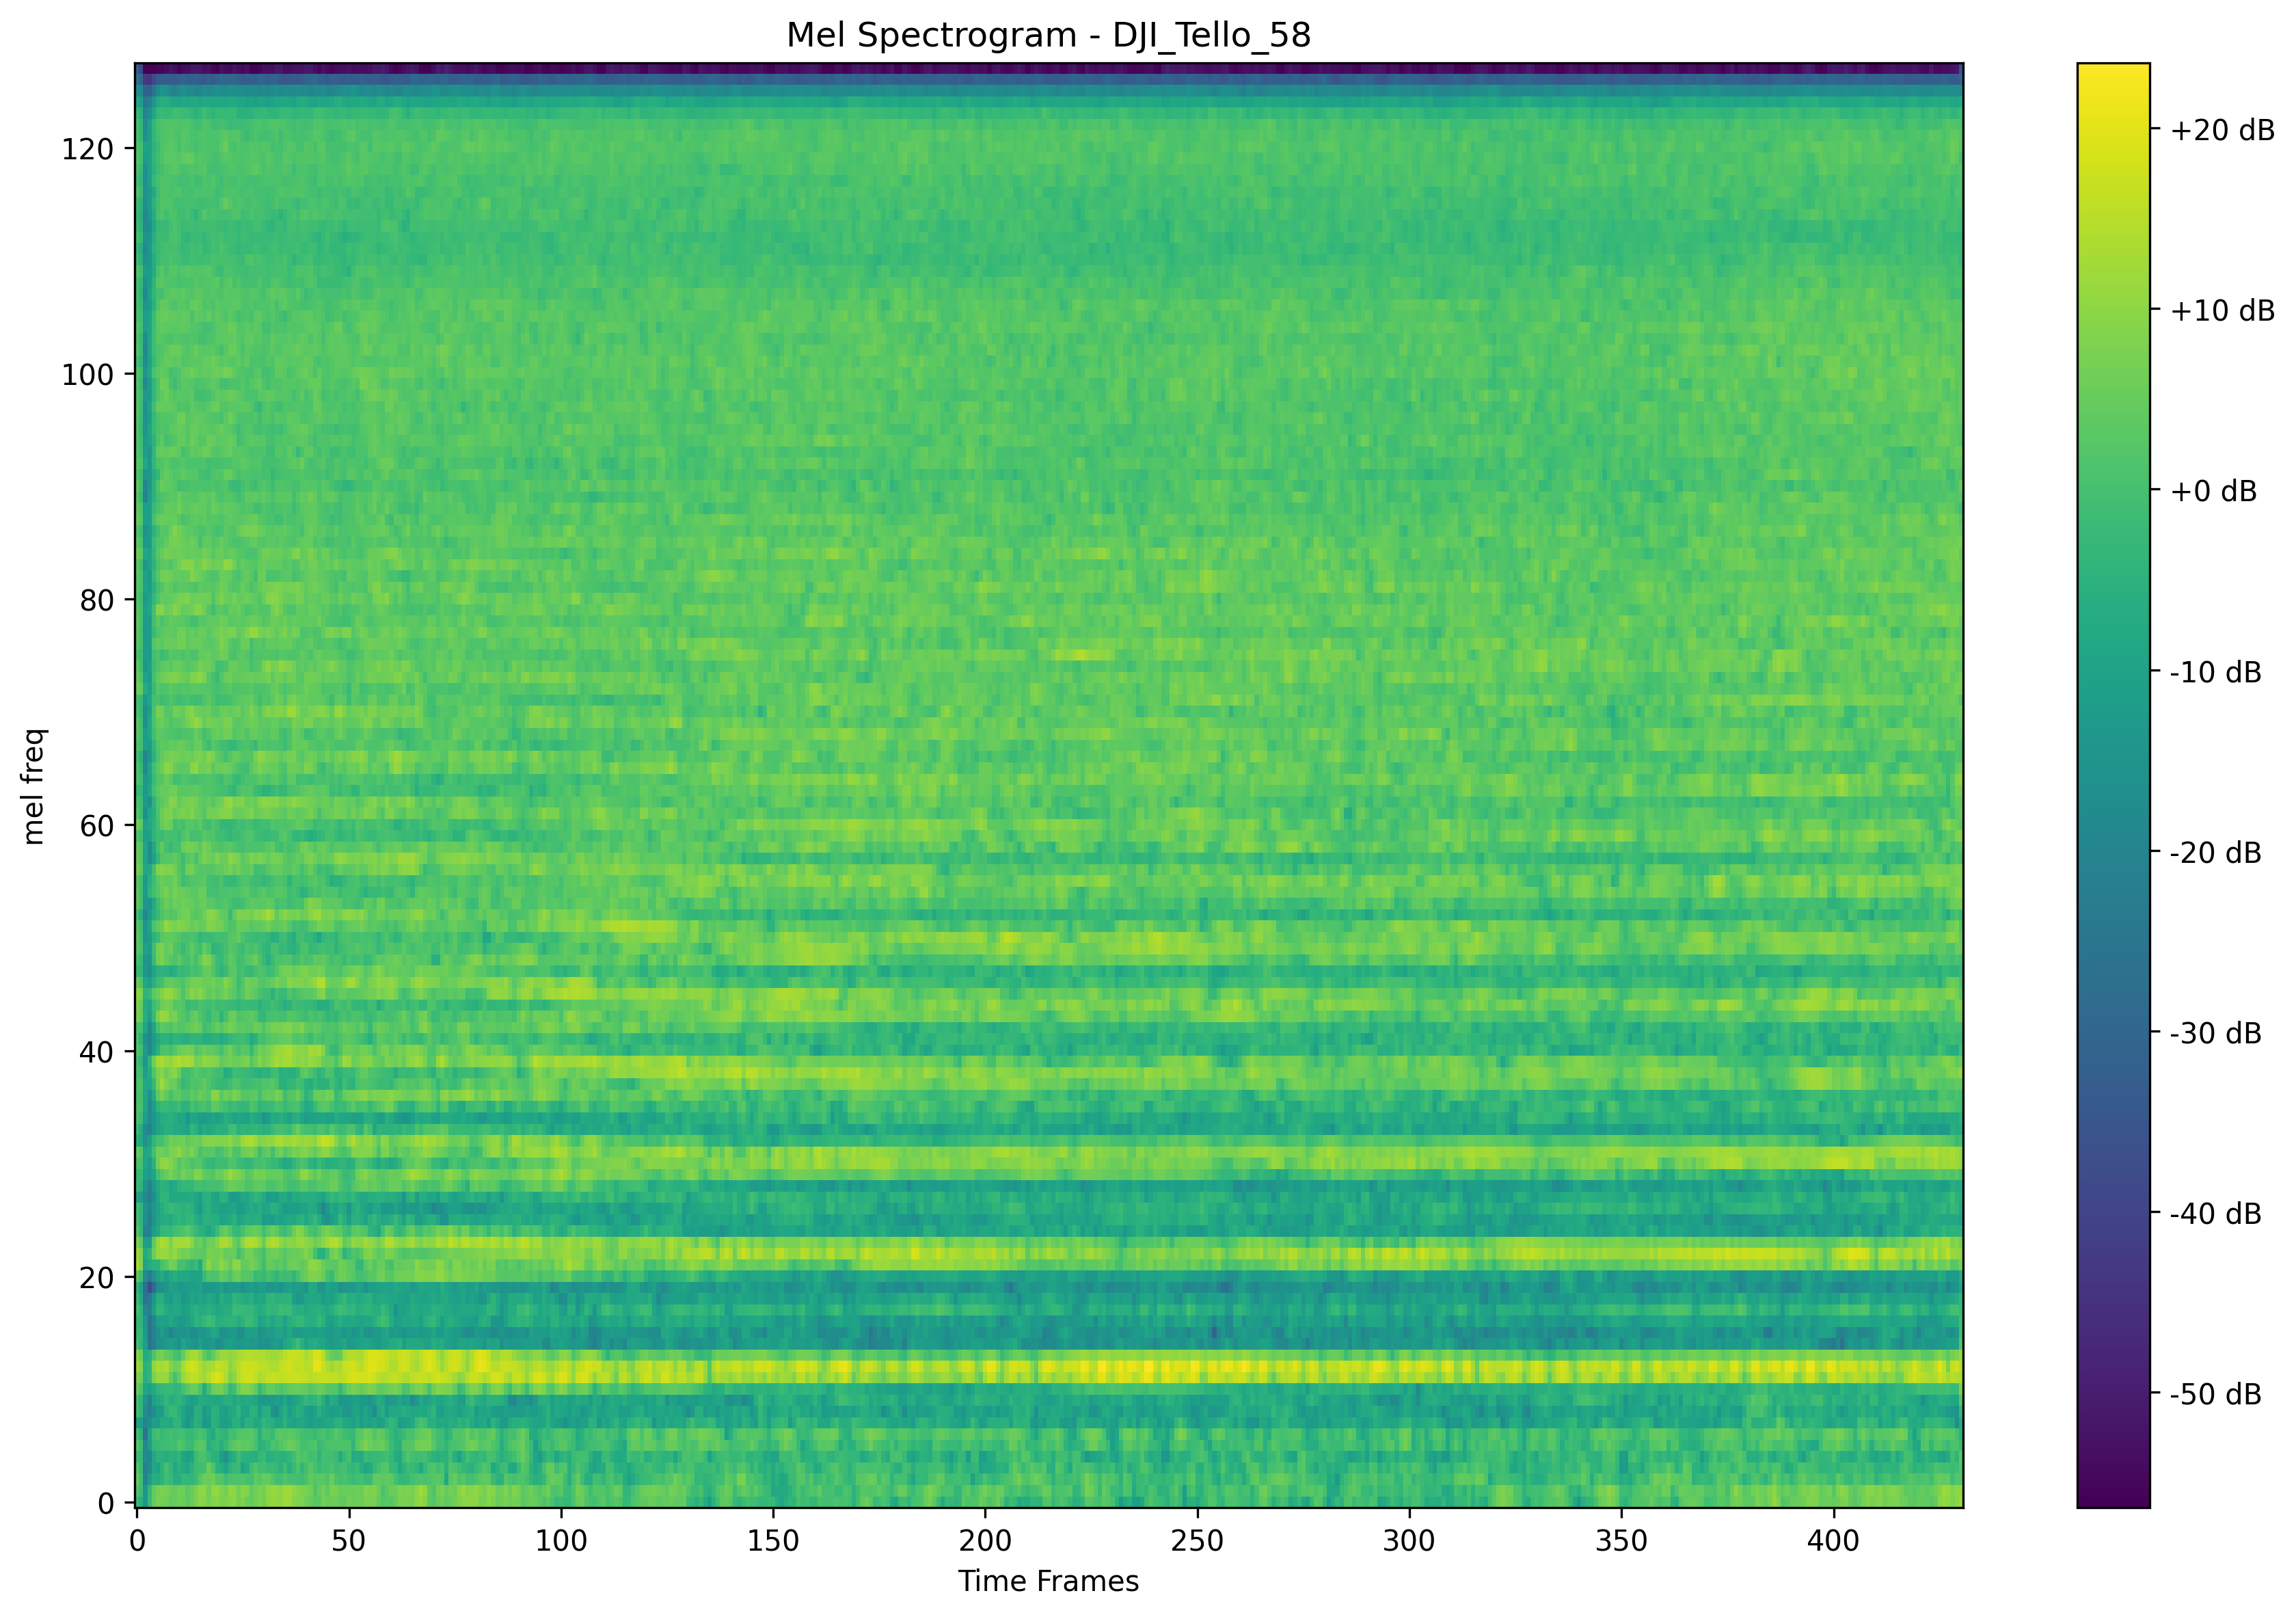 Mel Spectrogram - DJI_Tello_58
mel freq
120
100
80
60
40
20
0
0 50 100 150 200 250 300 350 400
Time Frames
+20 dB
+10 dB
+0 dB
-10 dB
-20 dB
-30 dB
-40 dB
-50 dB